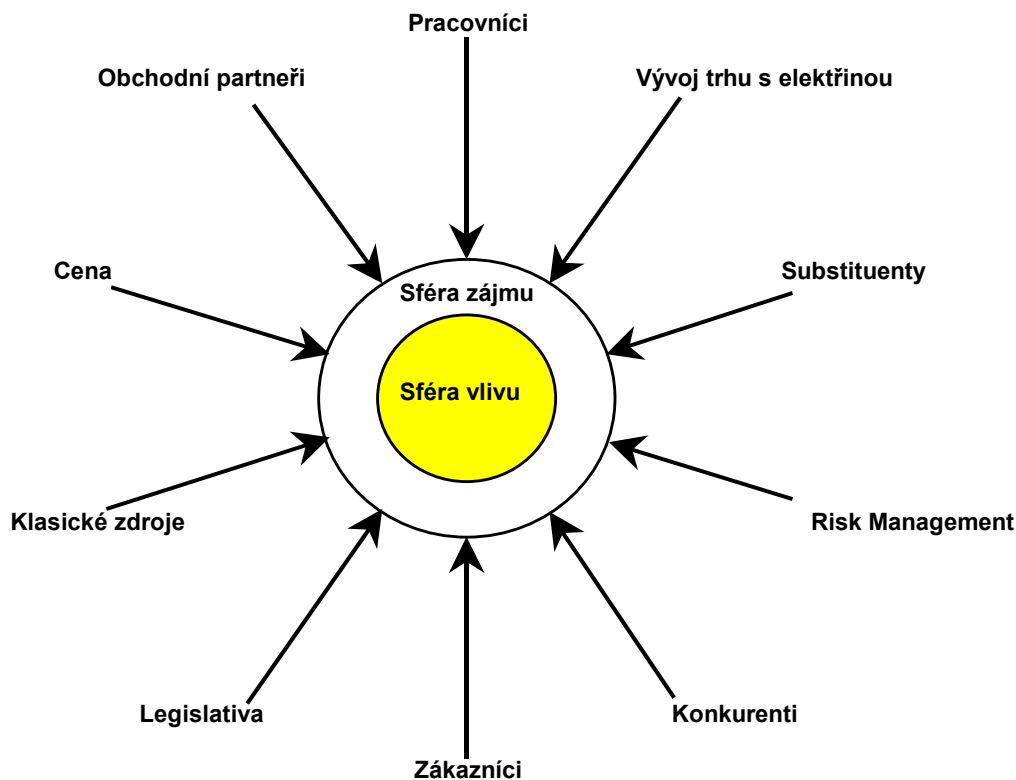 Pracovníci
Obchodní partneři
Vývoj trhu s elektřinou
Cena
Substituenty
Sféra zájmu
Sféra vlivu
Klasické zdroje
Risk Management
Legislativa
Konkurenti
Zákazníci